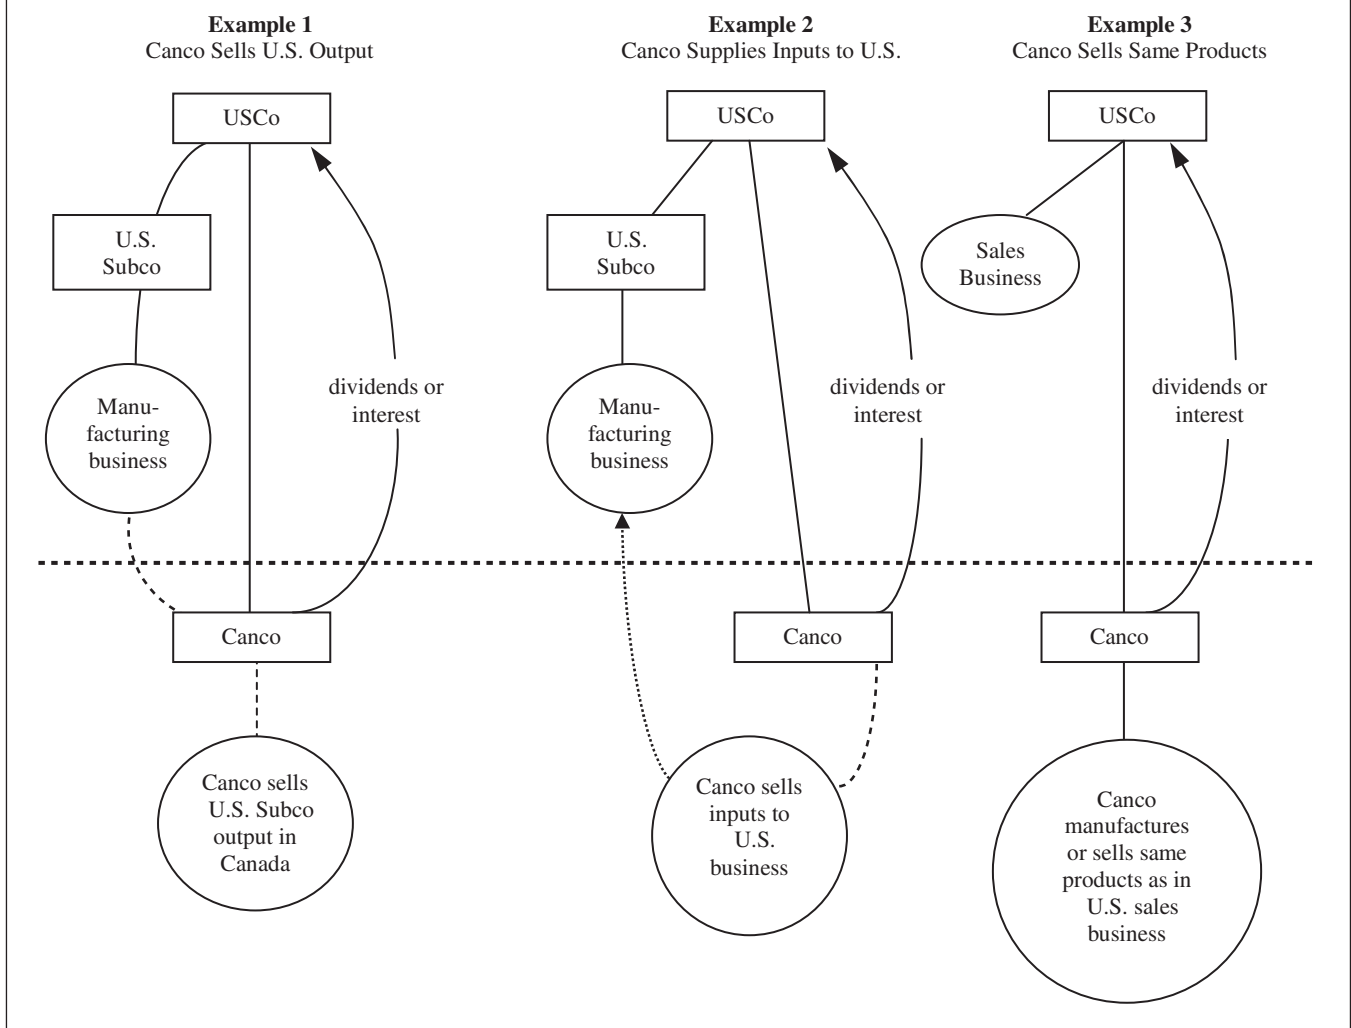 Example 1
Canco Sells U.S. Output
USCo
U.S.
Subco
Manu-
facturing
business
dividends or
interest
Canco
Canco sells
U.S. Subco
output in
Canada
Example 2
Canco Supplies Inputs to U.S.
USCo
U.S.
Subco
Manu-
facturing
business
dividends or
interest
Canco
Canco sells
inputs to
U.S.
business
Example 3
Canco Sells Same Products
USCo
Sales
Business
dividends or
interest
Canco
Canco
manufactures
or sells same
products as in
U.S. sales
business